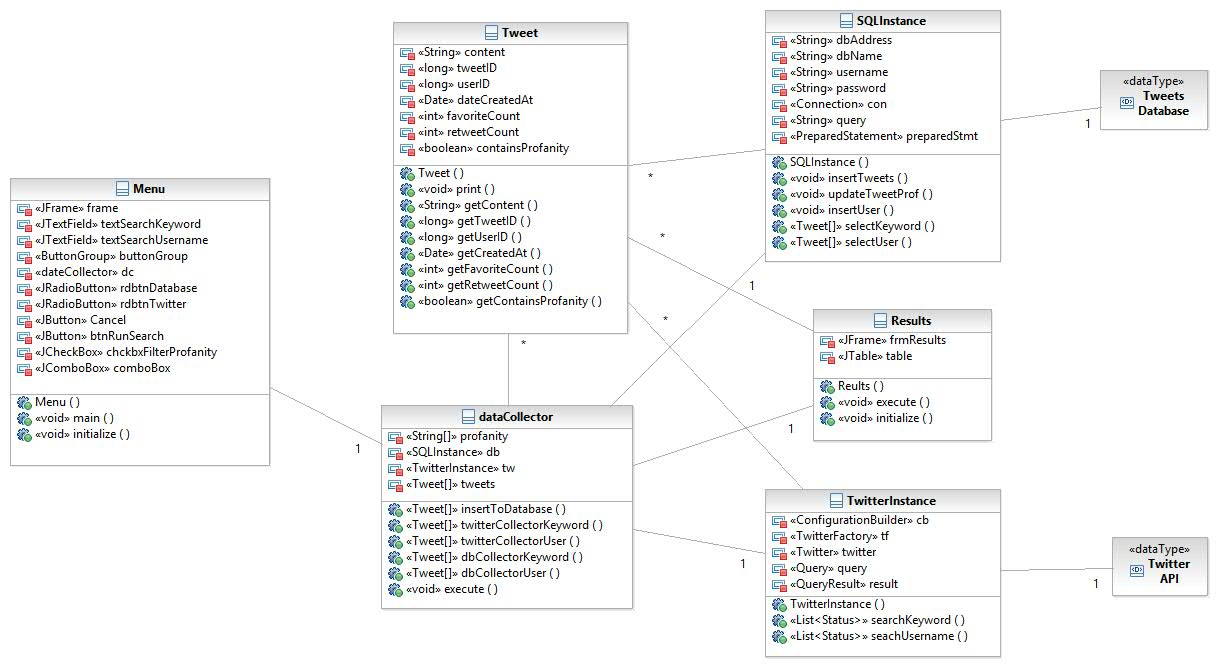 Menu
«JFrame» frame
«JTextField» textSearchKeyword
«JTextField» textSearchUsername
«ButtonGroup» buttonGroup
«dateCollector» dc
«JRadioButton» rdbtnDatabase
«JRadioButton» rdbtnTwitter
«JButton» Cancel
«JButton» btnRunSearch
«JCheckBox» chckbxFilterProfanity
«JComboBox» comboBox
Menu ( )
«void» main ( )
«void» initialize ( )
1
Tweet
«String» content
«long» tweetID
«long» userID
«Date» dateCreatedAt
«int» favoriteCount
«int» retweetCount
«boolean» containsProfanity
Tweet ( )
«void» print ( )
«String» getContent ( )
«long» getTweetID ( )
«long» getUserID ( )
«Date» getCreatedAt ( )
«int» getFavoriteCount ( )
«int» getRetweetCount ( )
«boolean» getContainsProfanity ( )
*
*
*
*
dataCollector
«String[]» profanity
«SQLInstance» db
«TwitterInstance» tw
«Tweet[]» tweets
«Tweet[]» insertToDatabase ( )
«Tweet[]» twitterCollectorKeyword ( )
«Tweet[]» twitterCollectorUser ( )
«Tweet[]» dbCollectorKeyword ( )
«Tweet[]» dbCollectorUser ( )
«void» execute ( )
1
1
1
SQLInstance
«String» dbAddress
«String» dbName
«String» username
«String» password
«Connection» con
«String» query
«PreparedStatement» preparedStmt
SQLInstance ( )
«void» insertTweets ( )
«void» updateTweetProf ( )
«void» insertUser ( )
«Tweet[]» selectKeyword ( )
«Tweet[]» selectUser ( )
1
«dataType»
Tweets
Database
Results
«JFrame» frmResults
«JTable» table
Reults ( )
«void» execute ( )
«void» initialize ( )
TwitterInstance
«ConfigurationBuilder» cb
«TwitterFactory» tf
«Twitter» twitter
«Query» query
«QueryResult» result
TwitterInstance ( )
«List<Status>» searchKeyword ( )
«List<Status>» seachUsername ( )
1
«dataType»
Twitter
API